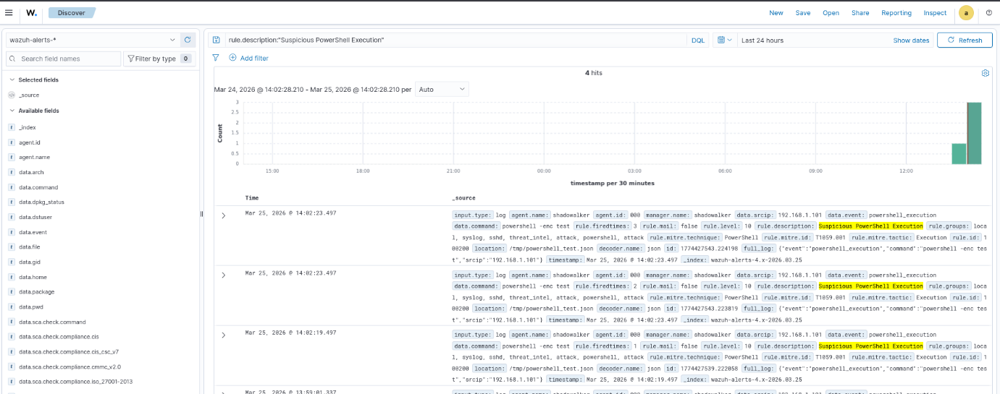 W. Discover New Save Open Share Reporting Inspect a
wazuh-alerts-*
Search field names Filter by type 0
Selected fields
_source
Available fields
t _index
t agent.id
t agent.name
t data.arch
t data.command
t data.dpkg_status
t data.dstuser
t data.event
t data.file
t data.gid
t data.home
t data.package
t data.pwd
t data.sca.check.command
t data.sca.check.compliance.cis
t data.sca.check.compliance.cis_csc_v7
t data.sca.check.compliance.cmmc_v2.0
t data.sca.check.compliance.iso_27001-2013
rule.description:"Suspicious PowerShell Execution" DQL Last 24 hours Show dates Refresh
Add filter
4 hits
Mar 24, 2026 @ 14:02:28.210 - Mar 25, 2026 @ 14:02:28.210 per Auto
Count
3
2.5
2
1.5
1
0.5
0
15:00 18:00 21:00 00:00 03:00 06:00 09:00 12:00
timestamp per 30 minutes
Time _source
Mar 25, 2026 @ 14:02:23.497
input.type: log agent.name: shadowalker agent.id: 000 manager.name: shadowalker data.srcip: 192.168.1.101 data.event: powershell_execution
data.command: powershell -enc test rule.firedtimes: 3 rule.mail: false rule.level: 10 rule.description: Suspicious PowerShell Execution rule.groups: loca
l, syslog, sshd, threat_intel, attack, powershell, attack rule.mitre.technique: PowerShell rule.mitre.id: T1059.001 rule.mitre.tactic: Execution rule.id: 1
00200 location: /tmp/powershell_test.json decoder.name: json id: 1774427543.224198 full_log: {"event":"powershell_execution","command":"powershell -enc tes
t","srcip":"192.168.1.101"} timestamp: Mar 25, 2026 @ 14:02:23.497 _index: wazuh-alerts-4.x-2026.03.25
Mar 25, 2026 @ 14:02:23.497
input.type: log agent.name: shadowalker agent.id: 000 manager.name: shadowalker data.srcip: 192.168.1.101 data.event: powershell_execution
data.command: powershell -enc test rule.firedtimes: 2 rule.mail: false rule.level: 10 rule.description: Suspicious PowerShell Execution rule.groups: loca
l, syslog, sshd, threat_intel, attack, powershell, attack rule.mitre.technique: PowerShell rule.mitre.id: T1059.001 rule.mitre.tactic: Execution rule.id: 1
00200 location: /tmp/powershell_test.json decoder.name: json id: 1774427543.223819 full_log: {"event":"powershell_execution","command":"powershell -enc tes
t","srcip":"192.168.1.101"} timestamp: Mar 25, 2026 @ 14:02:23.497 _index: wazuh-alerts-4.x-2026.03.25
Mar 25, 2026 @ 14:02:19.497
input.type: log agent.name: shadowalker agent.id: 000 manager.name: shadowalker data.srcip: 192.168.1.101 data.event: powershell_execution
data.command: powershell -enc test rule.firedtimes: 1 rule.mail: false rule.level: 10 rule.description: Suspicious PowerShell Execution rule.groups: loca
l, syslog, sshd, threat_intel, attack, powershell, attack rule.mitre.technique: PowerShell rule.mitre.id: T1059.001 rule.mitre.tactic: Execution rule.id: 1
00200 location: /tmp/powershell_test.json decoder.name: json id: 1774427539.222058 full_log: {"event":"powershell_execution","command":"powershell -enc tes
t","srcip":"192.168.1.101"} timestamp: Mar 25, 2026 @ 14:02:19.497 _index: wazuh-alerts-4.x-2026.03.25
Mar 25, 2026 @ 13:59:01.337